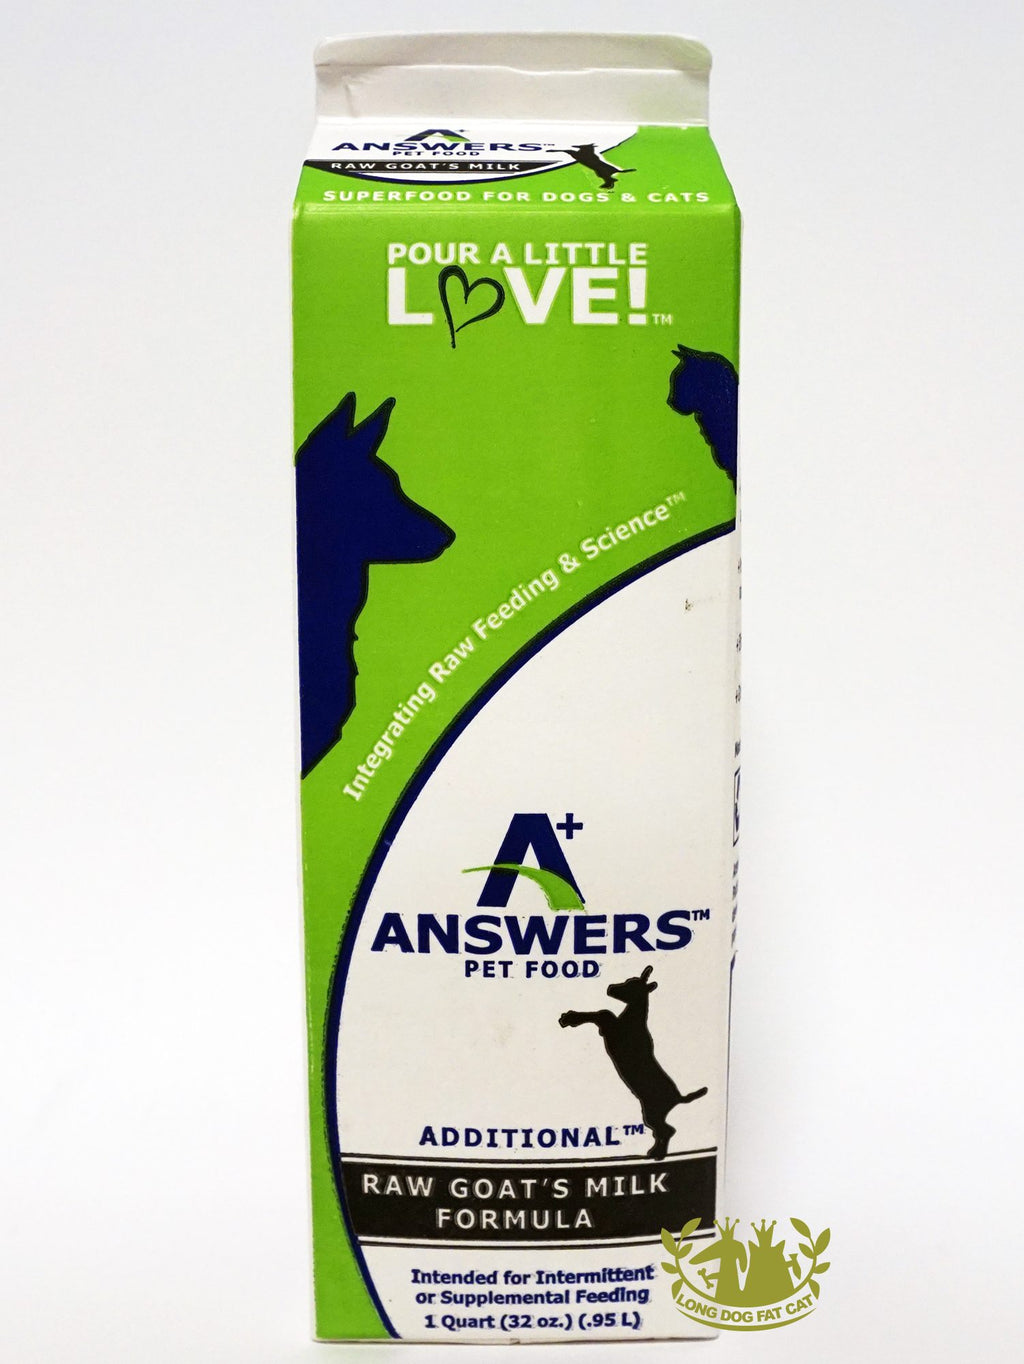 A+
ANSWERS™
PET FOOD
RAW GOAT'S MILK
SUPERFOOD FOR DOGS & CATS
POUR A LITTLE
LOVE!™
Integrating Raw Feeding & Science™
A+
ANSWERS™
PET FOOD
ADDITIONAL™
RAW GOAT'S MILK
FORMULA
Intended for Intermittent
or Supplemental Feeding
1 Quart (32 oz.) (.95 L)
LONG DOG FAT CAT